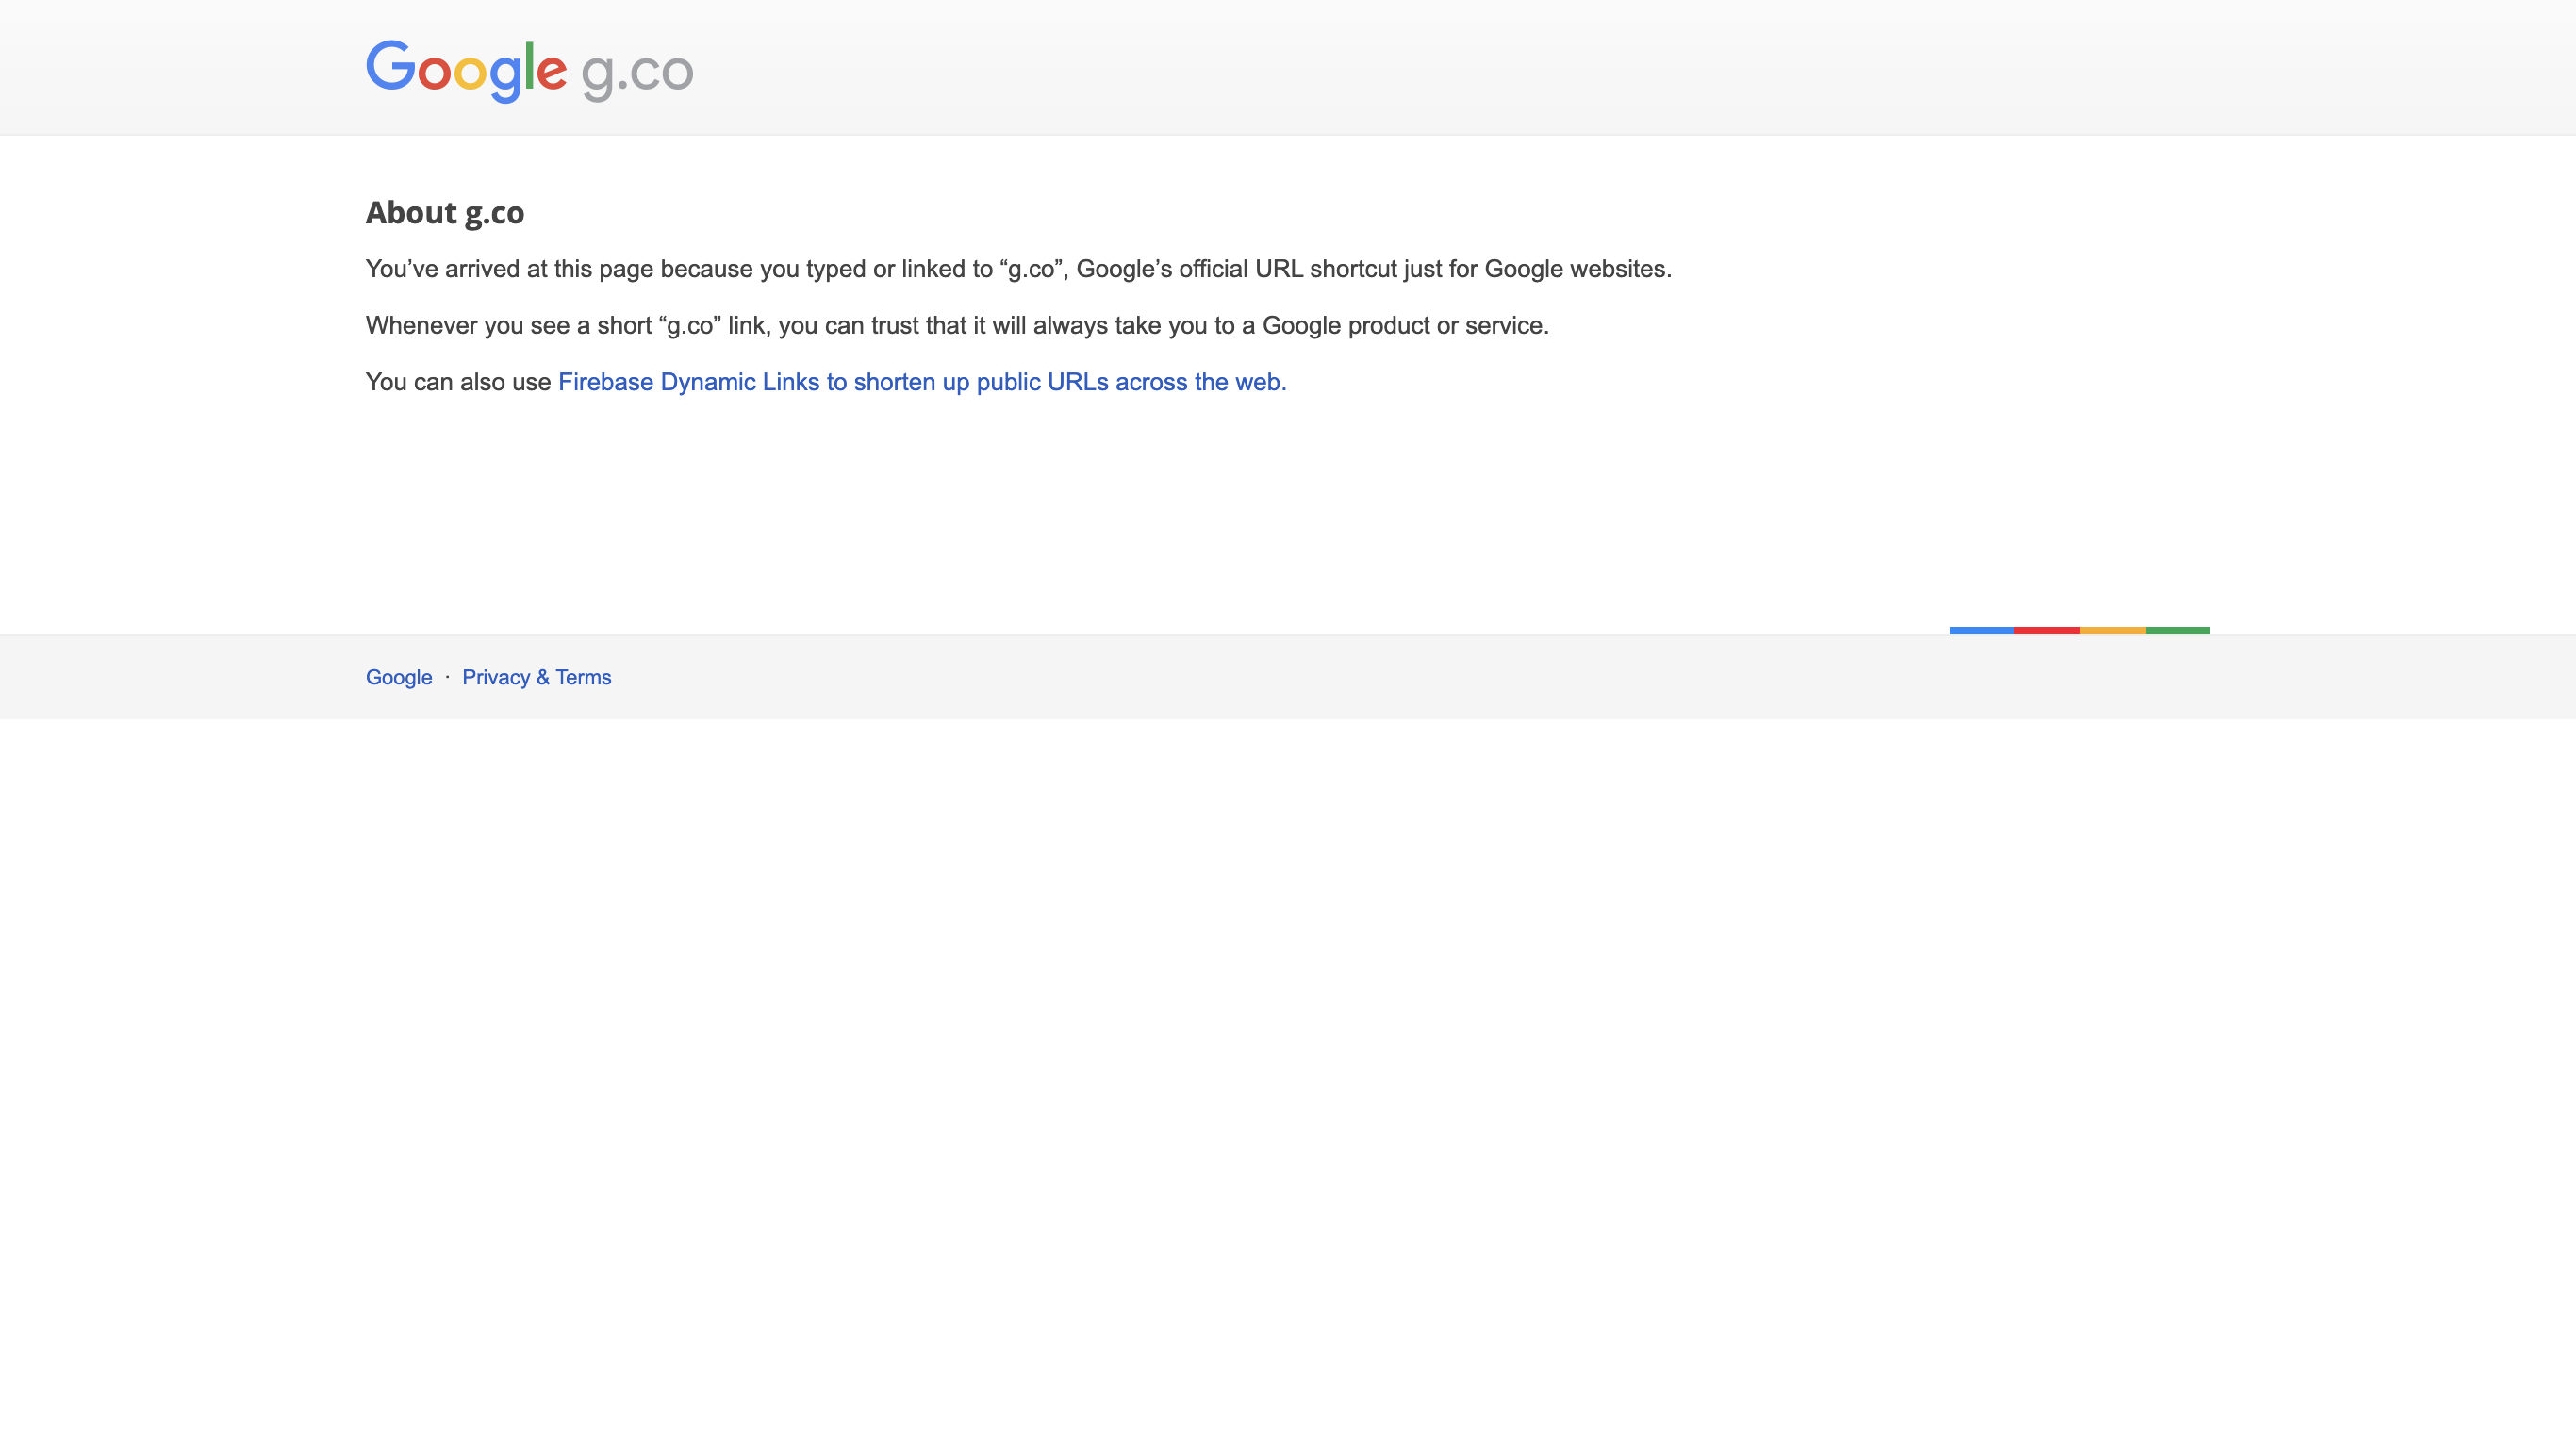 Google g.co
About g.co
You’ve arrived at this page because you typed or linked to “g.co”, Google’s official URL shortcut just for Google websites.
Whenever you see a short “g.co” link, you can trust that it will always take you to a Google product or service.
You can also use Firebase Dynamic Links to shorten up public URLs across the web.
Google · Privacy & Terms